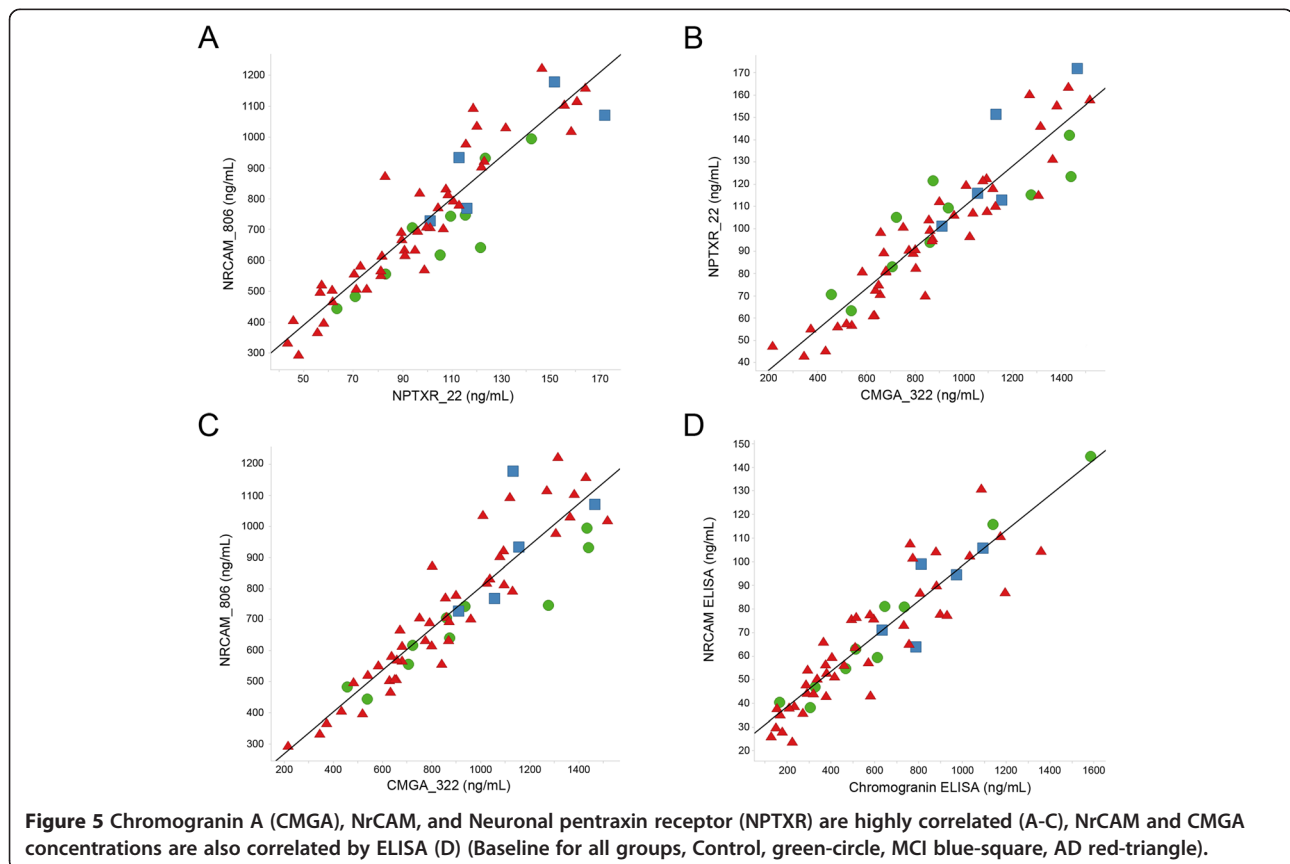 A
1200
1100
1000
900
800
700
600
500
400
300
NRCAM_806 (ng/mL)
50 70 90 110 130 150 170
NPTXR_22 (ng/mL)
B
170
160
150
140
130
120
110
100
90
80
70
60
50
40
NPTXR_22 (ng/mL)
200 400 600 800 1000 1200 1400
CMGA_322 (ng/mL)
C
1200
1100
1000
900
800
700
600
500
400
300
NRCAM_806 (ng/mL)
200 400 600 800 1000 1200 1400
CMGA_322 (ng/mL)
D
150
140
130
120
110
100
90
80
70
60
50
40
30
20
NRCAM ELISA (ng/mL)
200 400 600 800 1000 1200 1400 1600
Chromogranin ELISA (ng/mL)
Figure 5 Chromogranin A (CMGA), NrCAM, and Neuronal pentraxin receptor (NPTXR) are highly correlated (A-C), NrCAM and CMGA
concentrations are also correlated by ELISA (D) (Baseline for all groups, Control, green-circle, MCI blue-square, AD red-triangle).